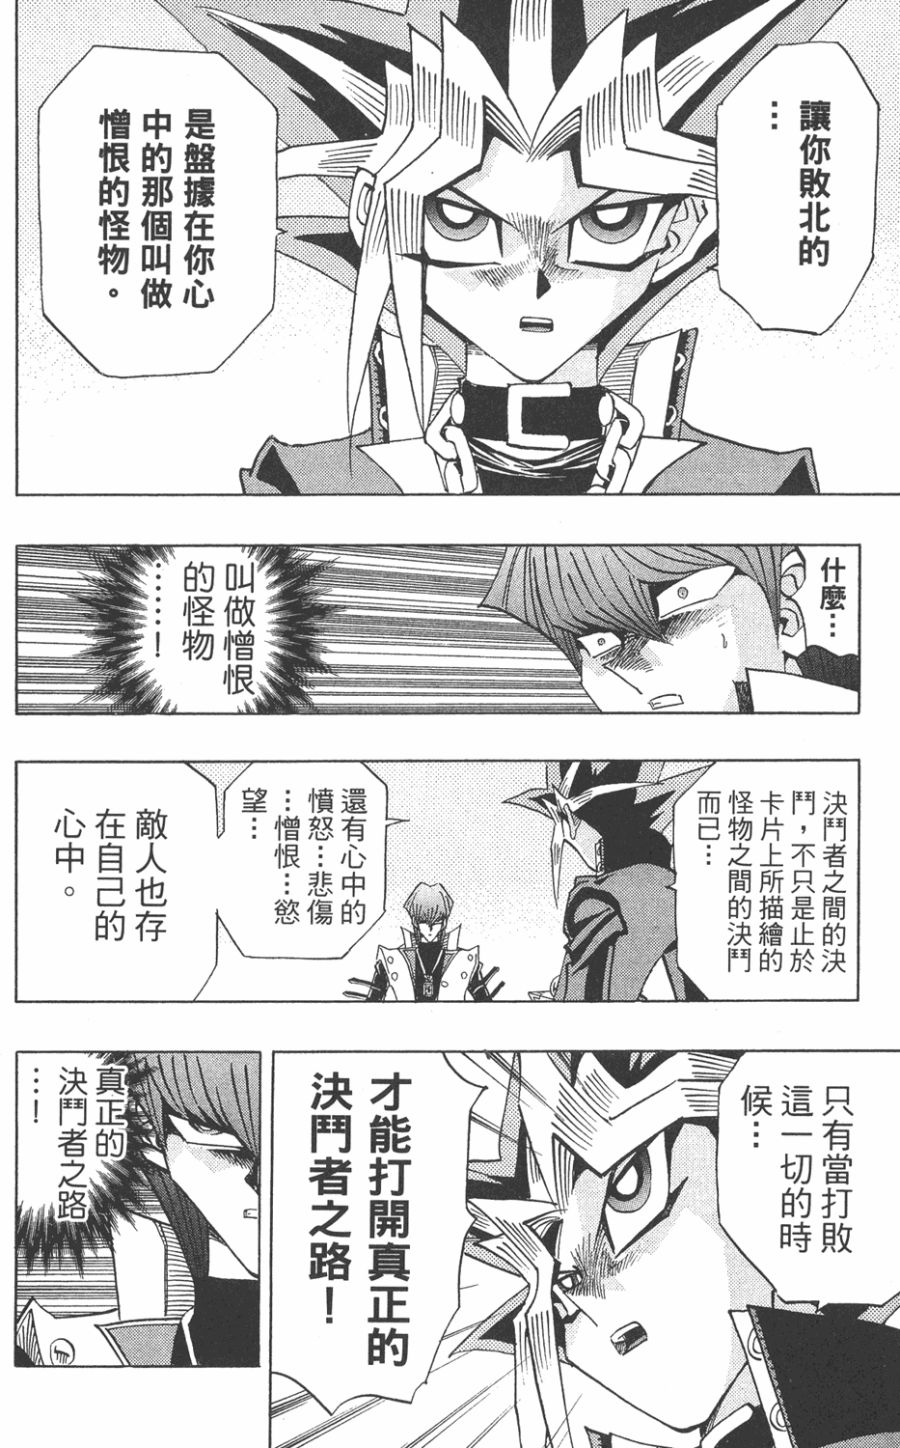 …讓你敗北的
是盤據在你心
中的那個叫做
憎恨的怪物。
什麼…
叫做憎恨
的怪物
……！
決鬥者之間的決
鬥，不只是止於
卡片上所描繪的
怪物之間的決鬥
而已…
還有心中的
憤怒…悲傷
…憎恨…慾
望…
敵人也存
在自己的
心中。
只有當打敗
這一切的時
候…
才能打開真正的
決鬥者之路！
真正的
決鬥者之路
…！